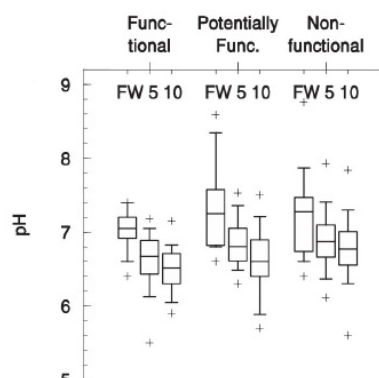 Func- Potentially Non-
tional Func. functional
FW 5 10 FW 5 10 FW 5 10
9
8
pH
7
6
5